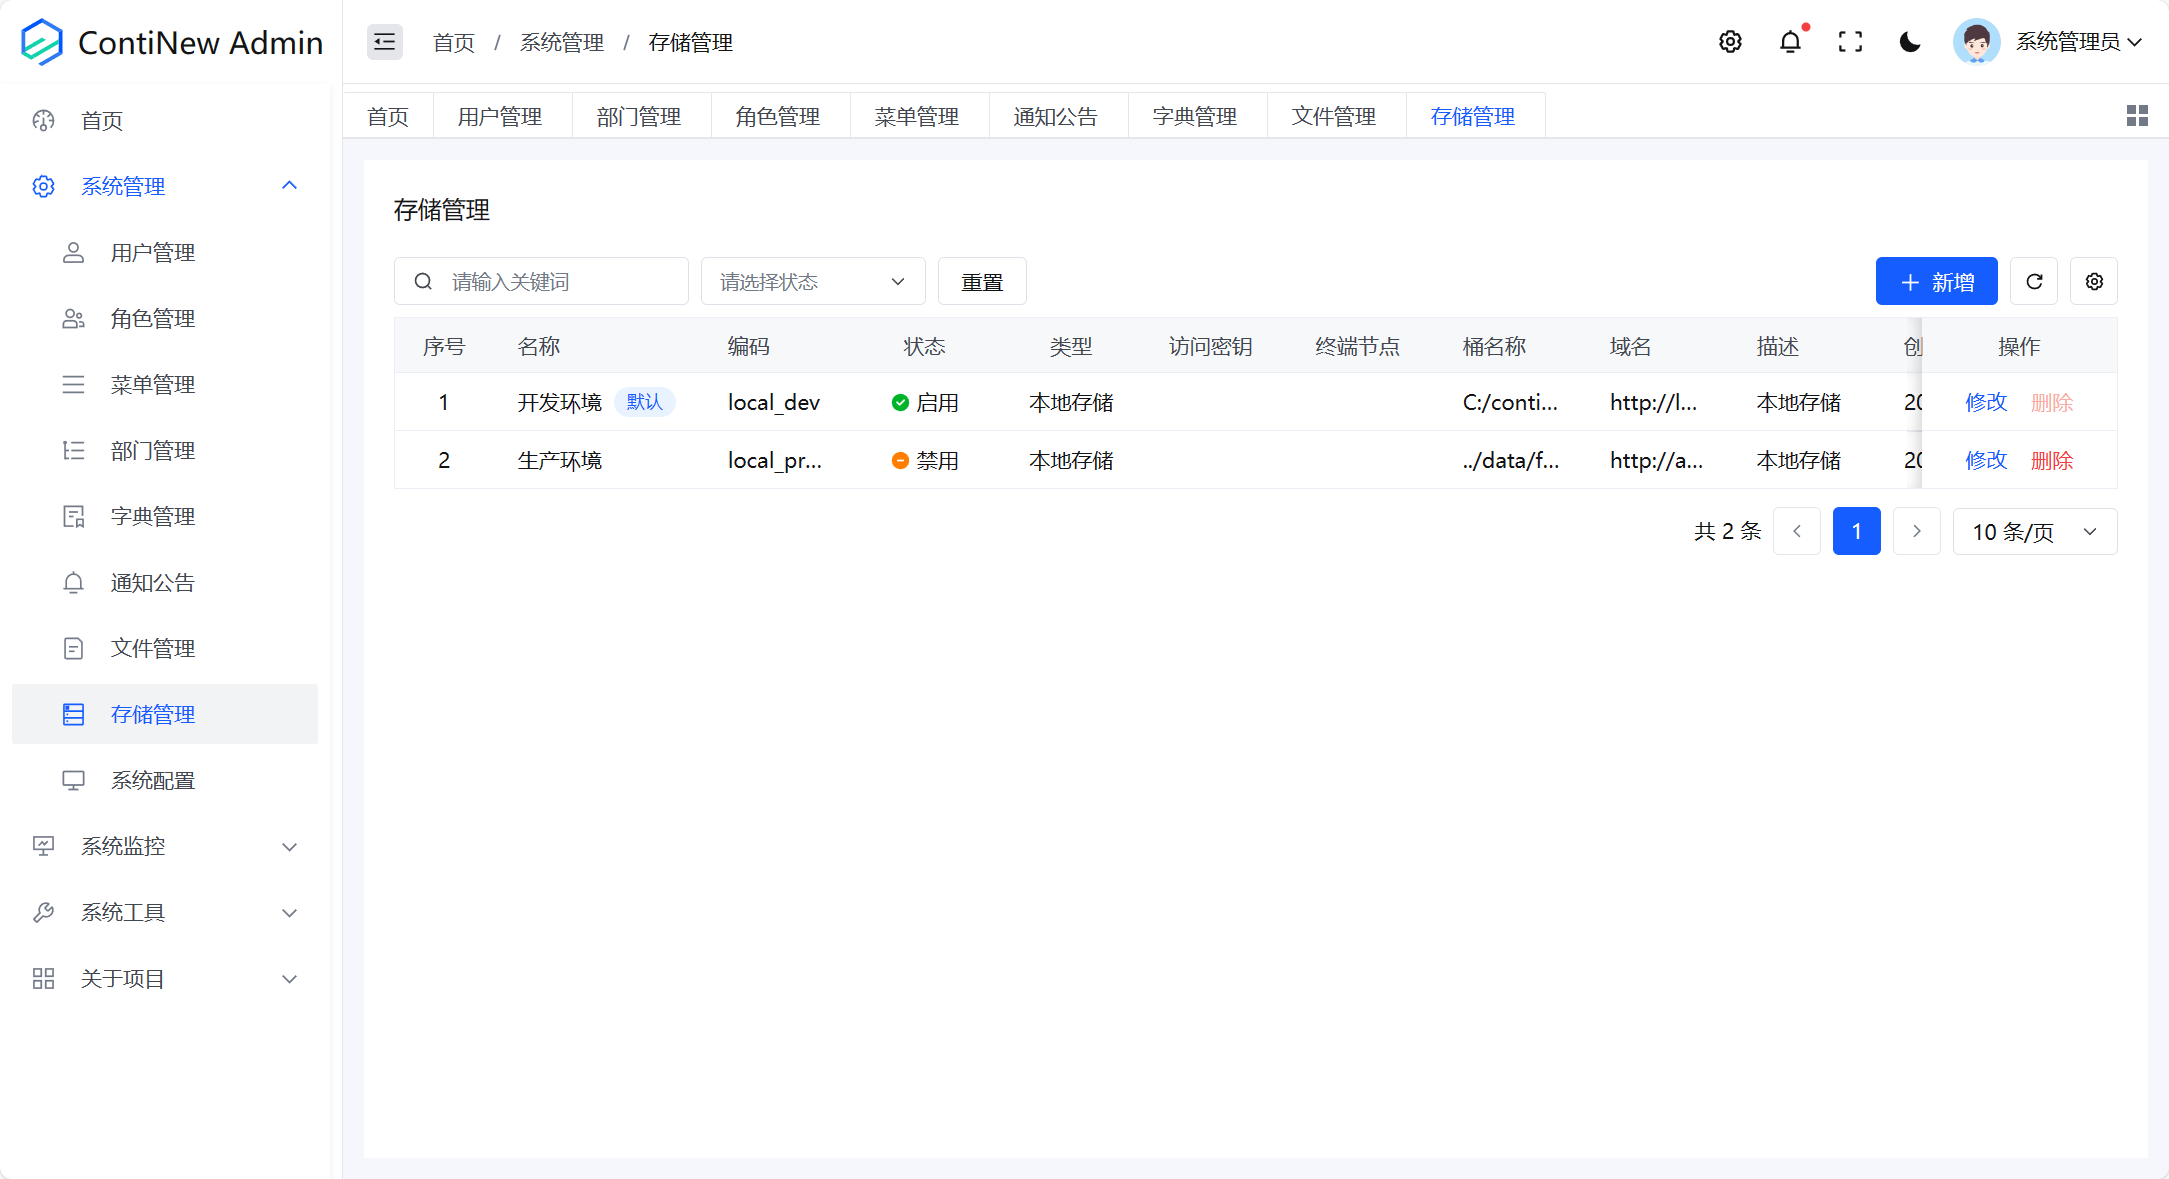 ContiNew Admin
首页 / 系统管理 / 存储管理
系统管理员
首页
系统管理
用户管理
角色管理
菜单管理
部门管理
字典管理
通知公告
文件管理
存储管理
系统配置
系统监控
系统工具
关于项目
首页 用户管理 部门管理 角色管理 菜单管理 通知公告 字典管理 文件管理 存储管理
存储管理
请输入关键词 请选择状态 重置 新增
序号 名称 编码 状态 类型 访问密钥 终端节点 桶名称 域名 描述 创 操作
1 开发环境 默认 local_dev 启用 本地存储 C:/conti... http://l... 本地存储 20 修改 删除
2 生产环境 local_pr... 禁用 本地存储 ../data/f... http://a... 本地存储 20 修改 删除
共 2 条 1 10 条/页